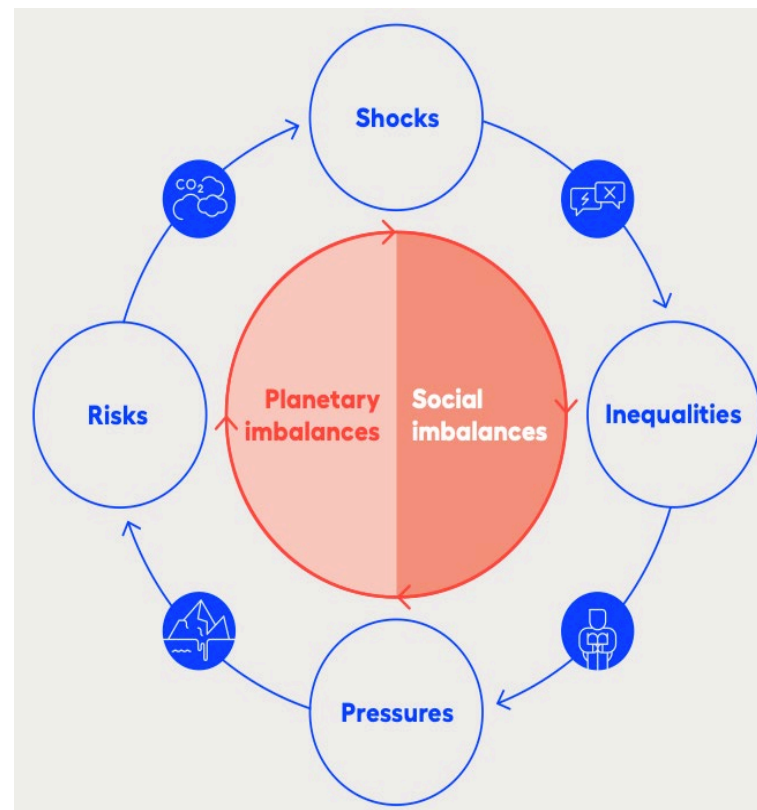 Shocks
CO₂
Risks
Planetary
imbalances
Social
imbalances
Inequalities
Pressures